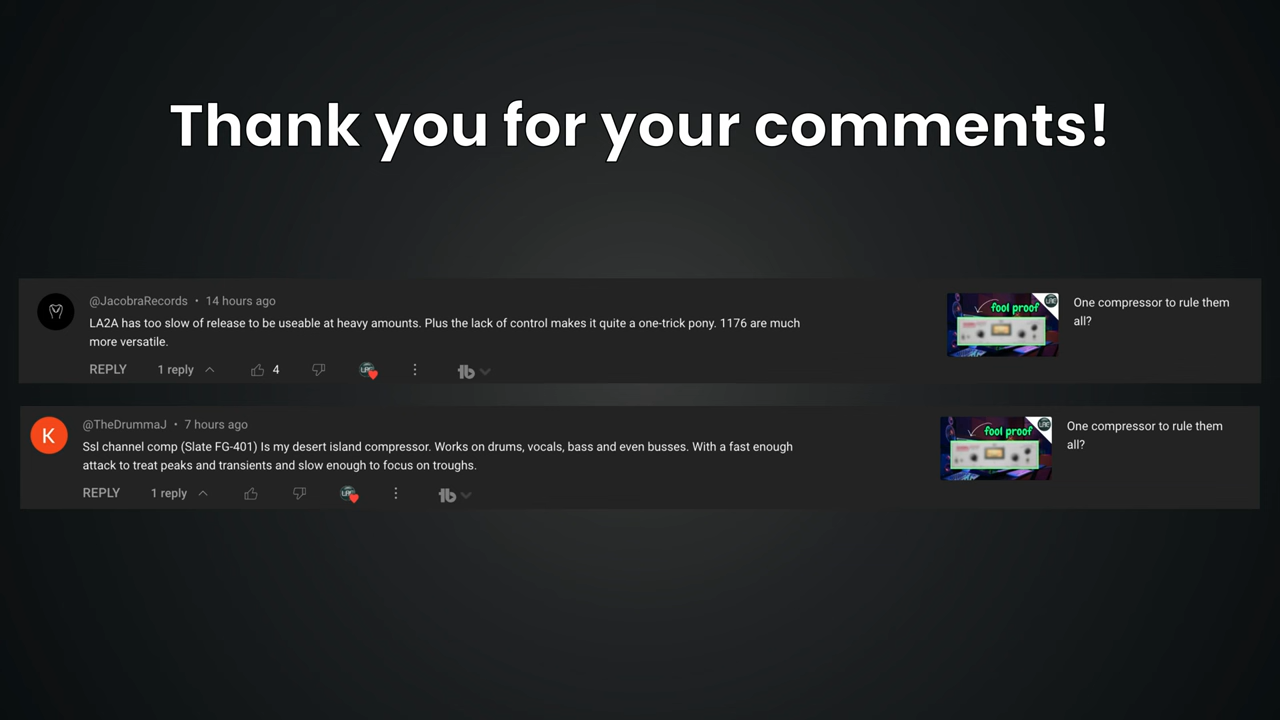 Thank you for your comments!
@JacobraRecords • 14 hours ago
LA2A has too slow of release to be useable at heavy amounts. Plus the lack of control makes it quite a one-trick pony. 1176 are much
more versatile.
REPLY 1 reply 4
fool proof
One compressor to rule them
all?
K
@TheDrummaJ • 7 hours ago
Ssl channel comp (Slate FG-401) Is my desert island compressor. Works on drums, vocals, bass and even busses. With a fast enough
attack to treat peaks and transients and slow enough to focus on troughs.
REPLY 1 reply
fool proof
One compressor to rule them
all?